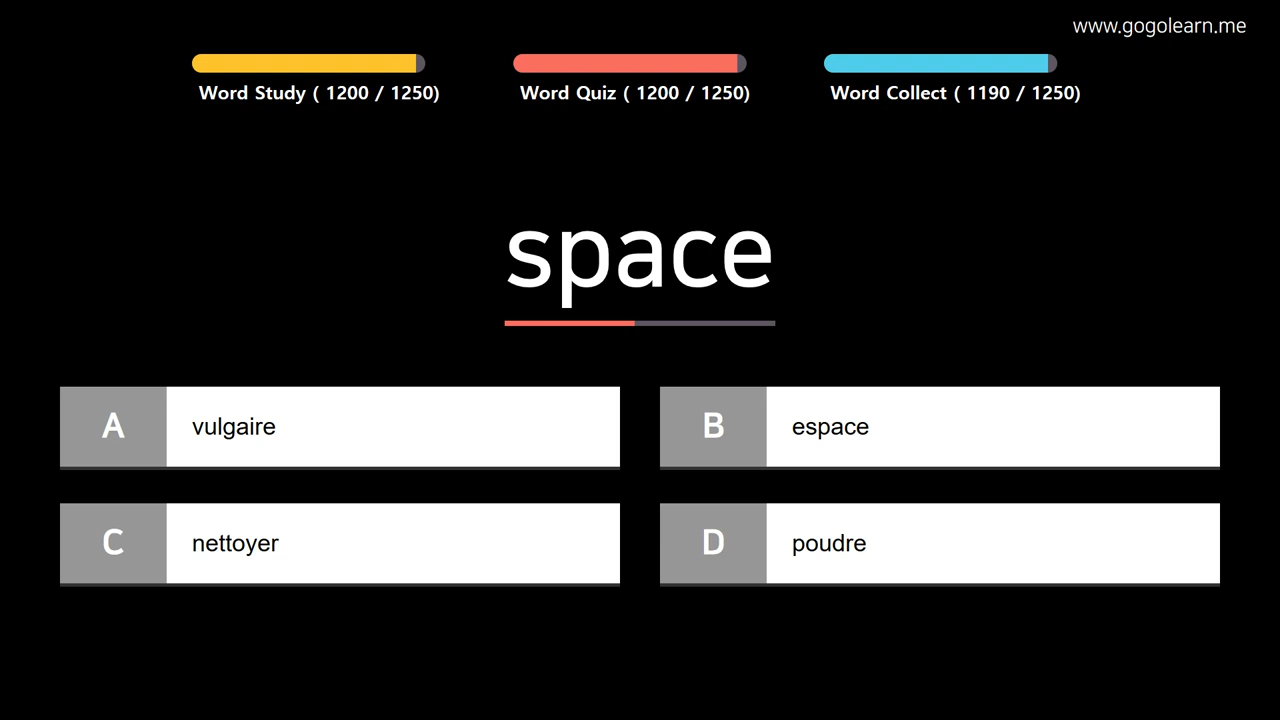 www.gogolearn.me
Word Study ( 1200 / 1250)
Word Quiz ( 1200 / 1250)
Word Collect ( 1190 / 1250)
space
A vulgaire
B espace
C nettoyer
D poudre